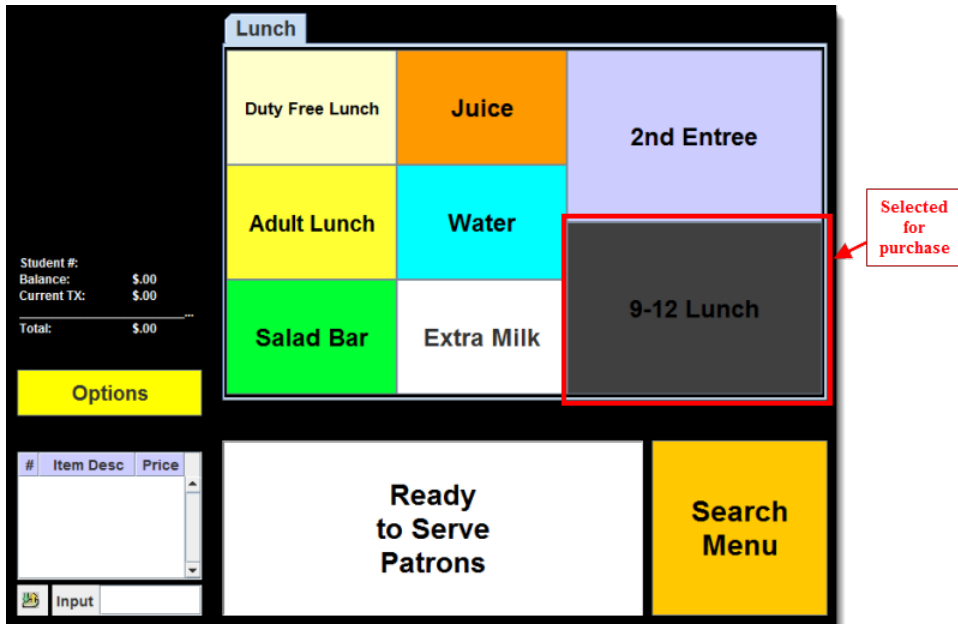 Lunch
Duty Free Lunch
Juice
2nd Entree
Adult Lunch
Water
Selected
for
purchase
Student #:
Balance: $.00
Current TX: $.00
Total: $.00
9-12 Lunch
Salad Bar
Extra Milk
Options
# Item Desc Price
Ready
to Serve
Patrons
Search
Menu
Input